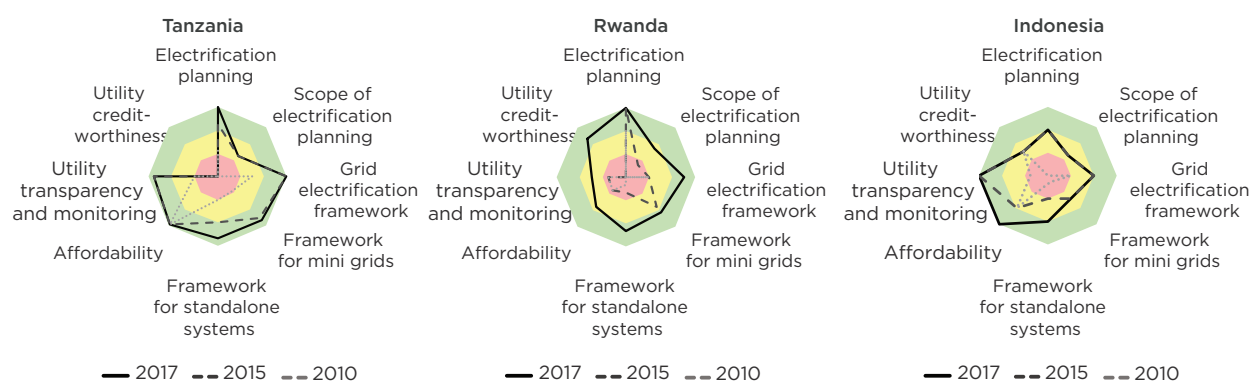 Tanzania
Electrification
planning
Utility
credit-
worthiness
Scope of
electrification
planning
Utility
transparency
and monitoring
Grid
electrification
framework
Affordability
Framework
for mini grids
Framework
for standalone
systems
2017 2015 2010
Rwanda
Electrification
planning
Utility
credit-
worthiness
Scope of
electrification
planning
Utility
transparency
and monitoring
Grid
electrification
framework
Affordability
Framework
for mini grids
Framework
for standalone
systems
2017 2015 2010
Indonesia
Electrification
planning
Utility
credit-
worthiness
Scope of
electrification
planning
Utility
transparency
and monitoring
Grid
electrification
framework
Affordability
Framework
for mini grids
Framework
for standalone
systems
2017 2015 2010